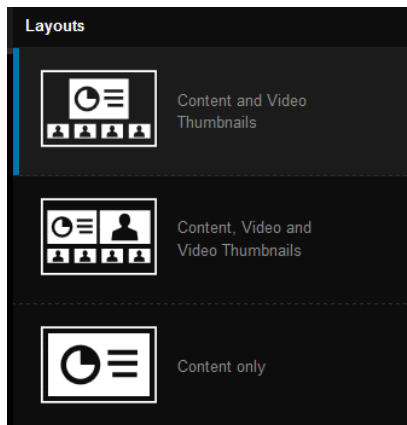 Layouts
Content and Video
Thumbnails
Content, Video and
Video Thumbnails
Content only